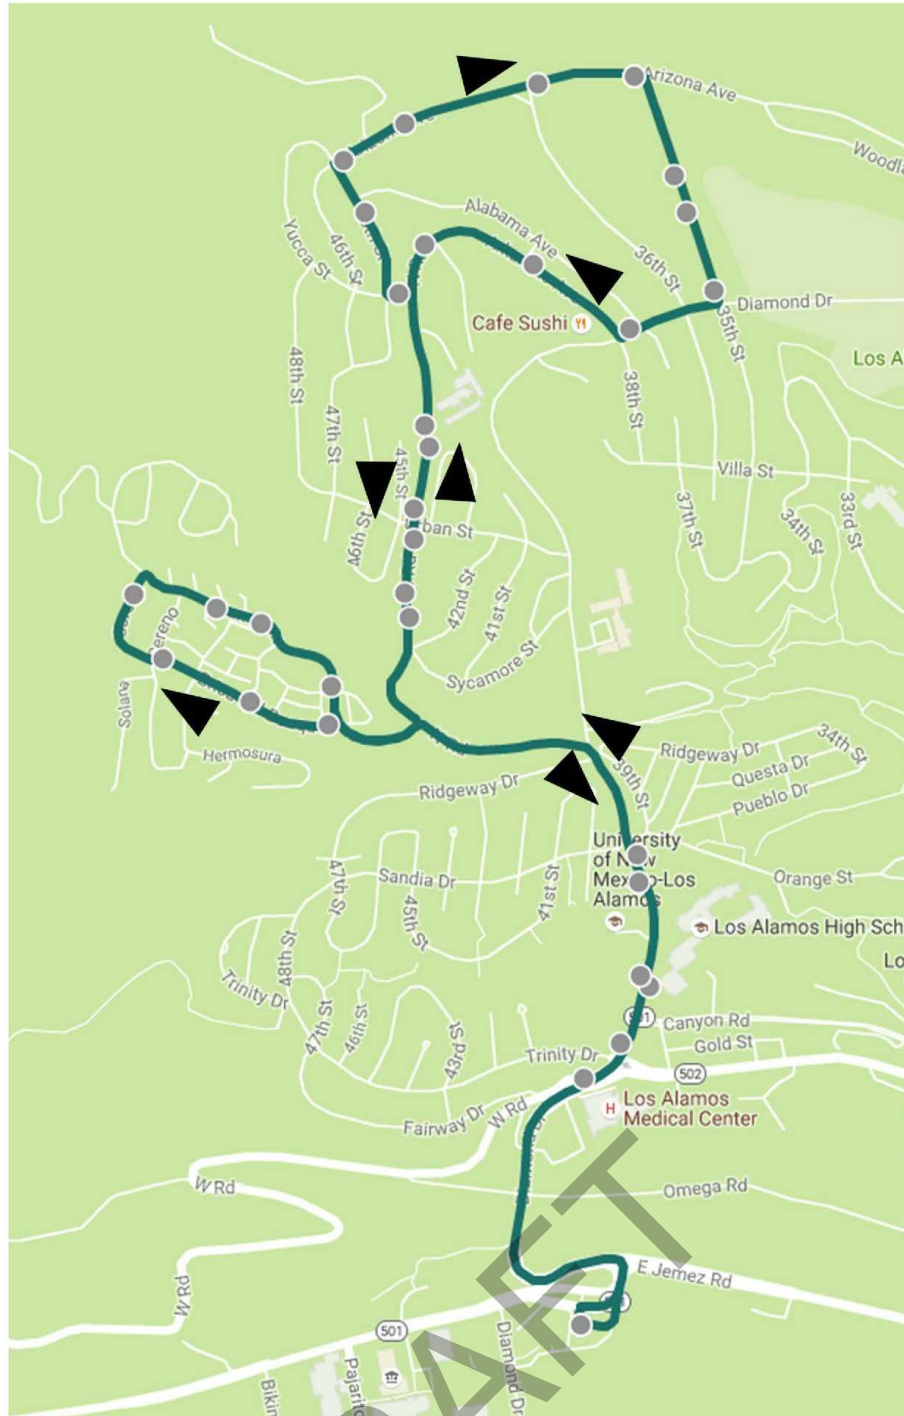 Arizona Ave
Woodla
Alabama Ave
Yucca St
46th St
36th St
Diamond Dr
Cafe Sushi
35th St
Los A
48th St
38th St
47th St
45th St
Villa St
37th St
34th St
33rd St
46th St
ban St
42nd St
41st St
ereno
Sycamore St
Solana
Hermosura
Ridgeway Dr
34th St
39th St
Questa Dr
Ridgeway Dr
Pueblo Dr
University
of New
Mexico-Los
Alamos
47th St
Sandia Dr
41st St
Orange St
45th St
Los Alamos High Sch
48th St
Lo
Trinity Dr
47th St
46th St
43rd St
Canyon Rd
Gold St
Trinity Dr
502
H
Los Alamos
Medical Center
Fairway Dr
W Rd
W Rd
Omega Rd
E Jemez Rd
W Rd
501
Diamond Dr
Pajarito
Bikin
DRAFT